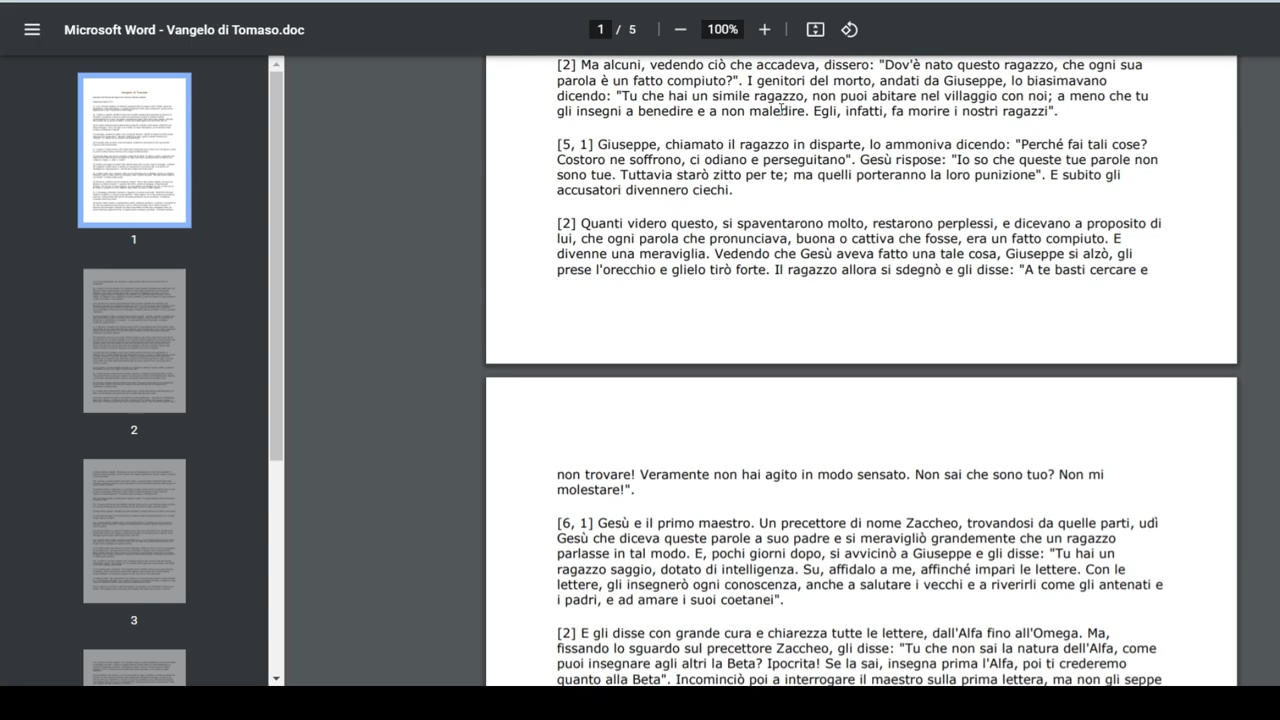 Microsoft Word - Vangelo di Tomaso.doc
1 / 5
100%
1
2
3
[2] Ma alcuni, vedendo ciò che accadeva, dissero: "Dov'è nato questo ragazzo, che ogni sua
parola è un fatto compiuto?". I genitori del morto, andati da Giuseppe, lo biasimavano
dicendo: "Tu che hai un simile ragazzo, non puoi abitare nel villaggio con noi; a meno che tu
gli insegni a benedire e a non maledire. Egli, infatti, fa morire i nostri ragazzi".
[5, 1] Giuseppe, chiamato il ragazzo in disparte, lo ammoniva dicendo: "Perché fai tali cose?
Costoro ne soffrono, ci odiano e perseguitano". Gesù rispose: "Io so che queste tue parole non
sono tue. Tuttavia starò zitto per te; ma quelli porteranno la loro punizione". E subito gli
accusatori divennero ciechi.
[2] Quanti videro questo, si spaventarono molto, restarono perplessi, e dicevano a proposito di
lui, che ogni parola che pronunciava, buona o cattiva che fosse, era un fatto compiuto. E
divenne una meraviglia. Vedendo che Gesù aveva fatto una tale cosa, Giuseppe si alzò, gli
prese l'orecchio e glielo tirò forte. Il ragazzo allora si sdegnò e gli disse: "A te basti cercare e
non trovare! Veramente non hai agito in modo sensato. Non sai che sono tuo? Non mi
molestare!".
[6, 1] Gesù e il primo maestro. Un precettore di nome Zaccheo, trovandosi da quelle parti, udì
Gesù che diceva queste parole a suo padre e si meravigliò grandemente che un ragazzo
parlasse in tal modo. E, pochi giorni dopo, si avvicinò a Giuseppe e gli disse: "Tu hai un
ragazzo saggio, dotato di intelligenza. Su, affidalo a me, affinché impari le lettere. Con le
lettere, gli insegnerò ogni conoscenza, anche a salutare i vecchi e a riverirli come gli antenati e
i padri, e ad amare i suoi coetanei".
[2] E gli disse con grande cura e chiarezza tutte le lettere, dall'Alfa fino all'Omega. Ma,
fissando lo sguardo sul precettore Zaccheo, gli disse: "Tu che non sai la natura dell'Alfa, come
puoi insegnare agli altri la Beta? Ipocrita! Se sai, insegna prima l'Alfa, poi ti crederemo
quanto alla Beta". Incominciò poi a interrogare il maestro sulla prima lettera, ma non gli seppe